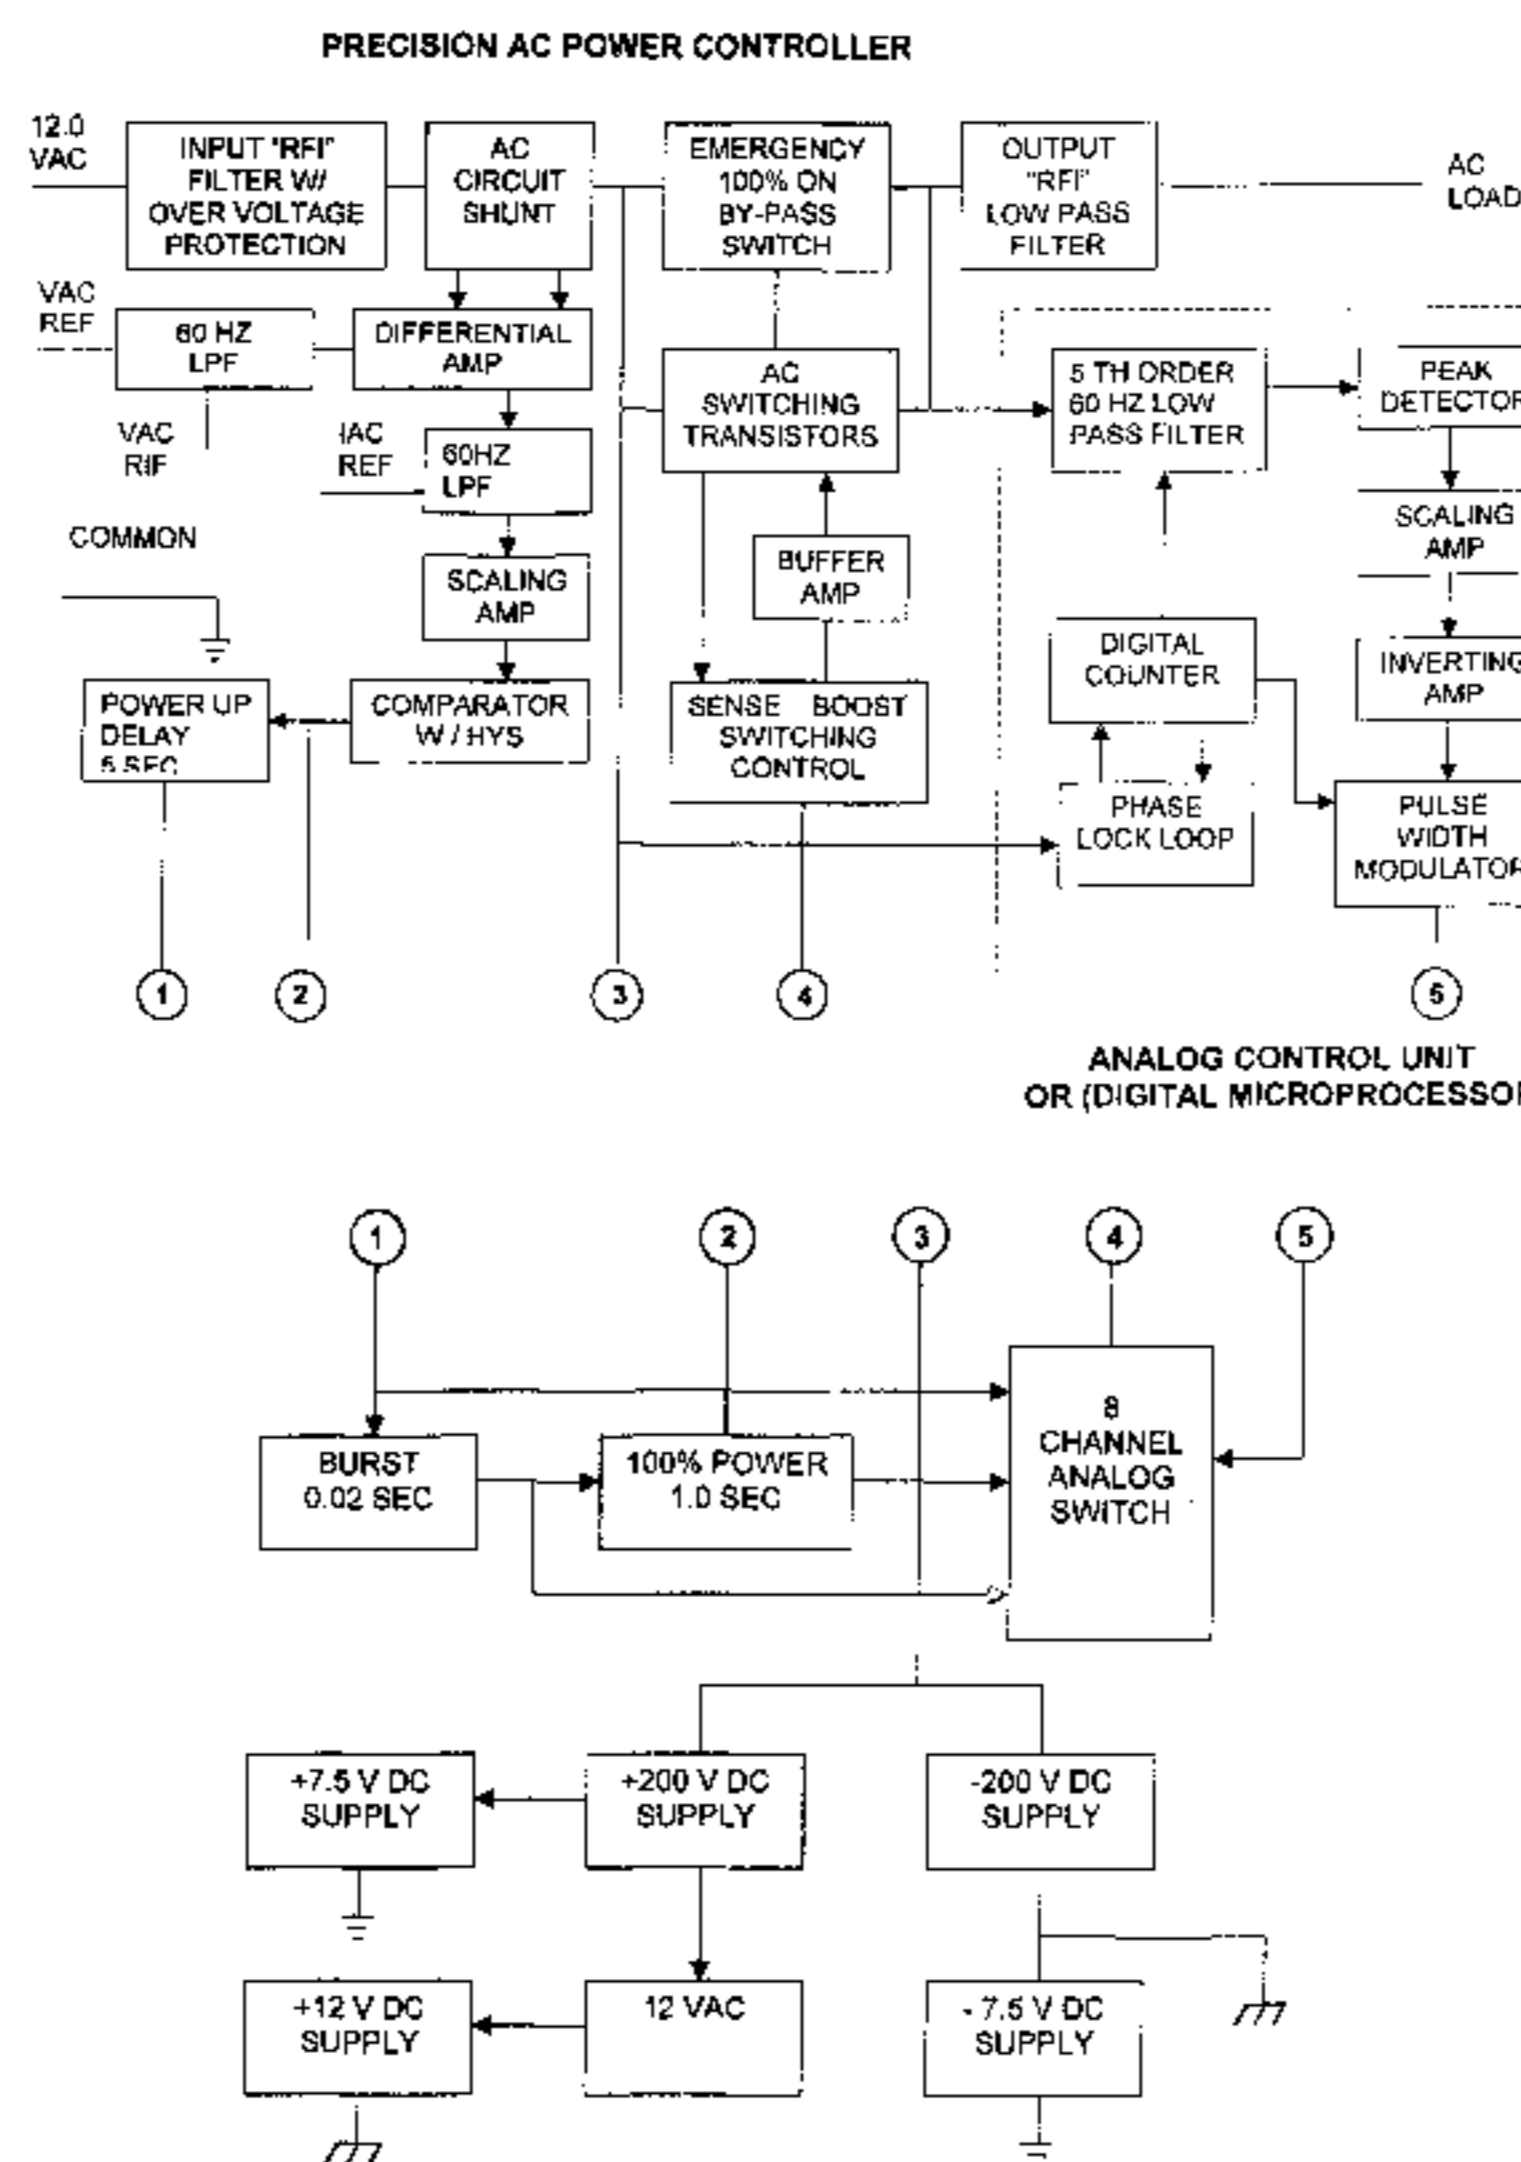 PRECISION AC POWER CONTROLLER
12.0
VAC
INPUT "RFI"
FILTER W/
OVER VOLTAGE
PROTECTION
AC
CIRCUIT
SHUNT
EMERGENCY
100% ON
BY-PASS
SWITCH
OUTPUT
"RFI"
LOW PASS
FILTER
AC
LOAD
VAC
REF
60 HZ
LPF
DIFFERENTIAL
AMP
AC
SWITCHING
TRANSISTORS
5 TH ORDER
60 HZ LOW
PASS FILTER
PEAK
DETECTOR
VAC
RIF
IAC
REF
60HZ
LPF
SCALING
AMP
COMMON
SCALING
AMP
BUFFER
AMP
DIGITAL
COUNTER
INVERTING
AMP
POWER UP
DELAY
5 SEC
COMPARATOR
W / HYS
SENSE BOOST
SWITCHING
CONTROL
PHASE
LOCK LOOP
PULSE
WIDTH
MODULATOR
1
2
3
4
5
ANALOG CONTROL UNIT
OR (DIGITAL MICROPROCESSOR
1
2
3
4
5
BURST
0.02 SEC
100% POWER
1.0 SEC
8
CHANNEL
ANALOG
SWITCH
+7.5 V DC
SUPPLY
+200 V DC
SUPPLY
-200 V DC
SUPPLY
+12 V DC
SUPPLY
12 VAC
- 7.5 V DC
SUPPLY